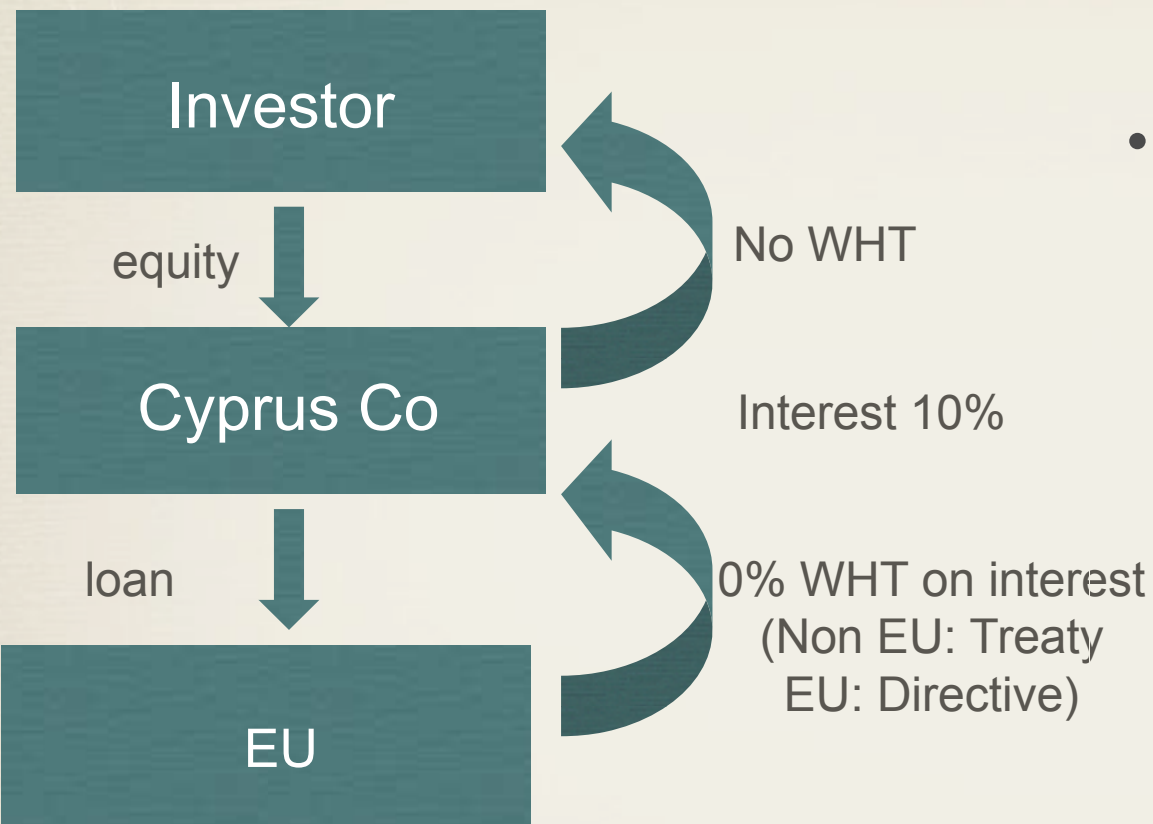 Investor
equity
No WHT
Cyprus Co
Interest 10%
loan
0% WHT on interest
(Non EU: Treaty
EU: Directive)
EU